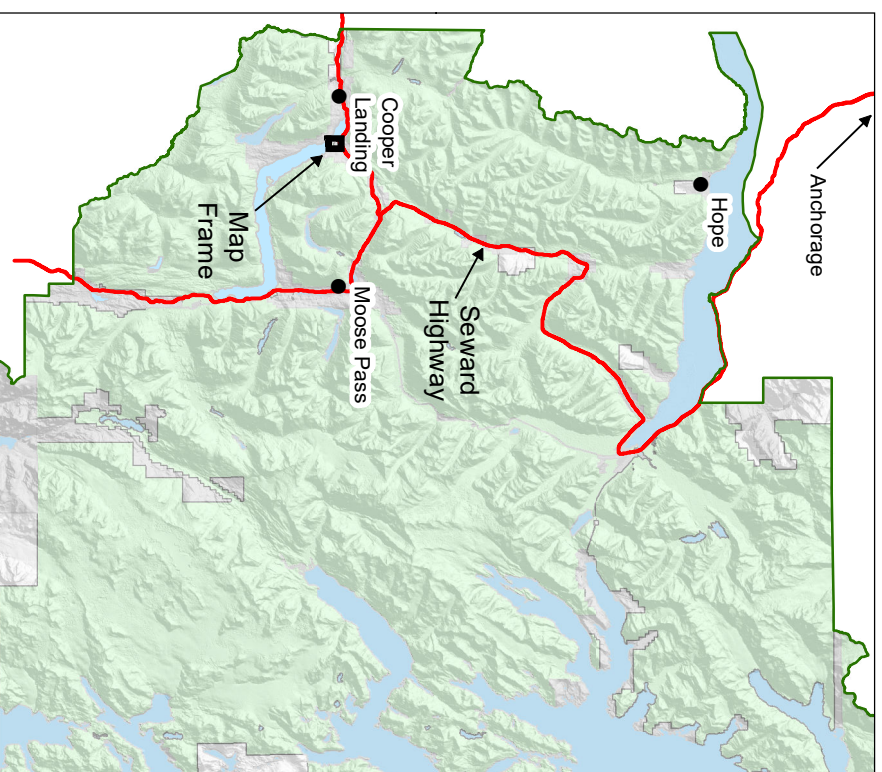 Anchorage
Hope
Cooper
Landing
Map
Frame
Seward
Highway
Moose Pass